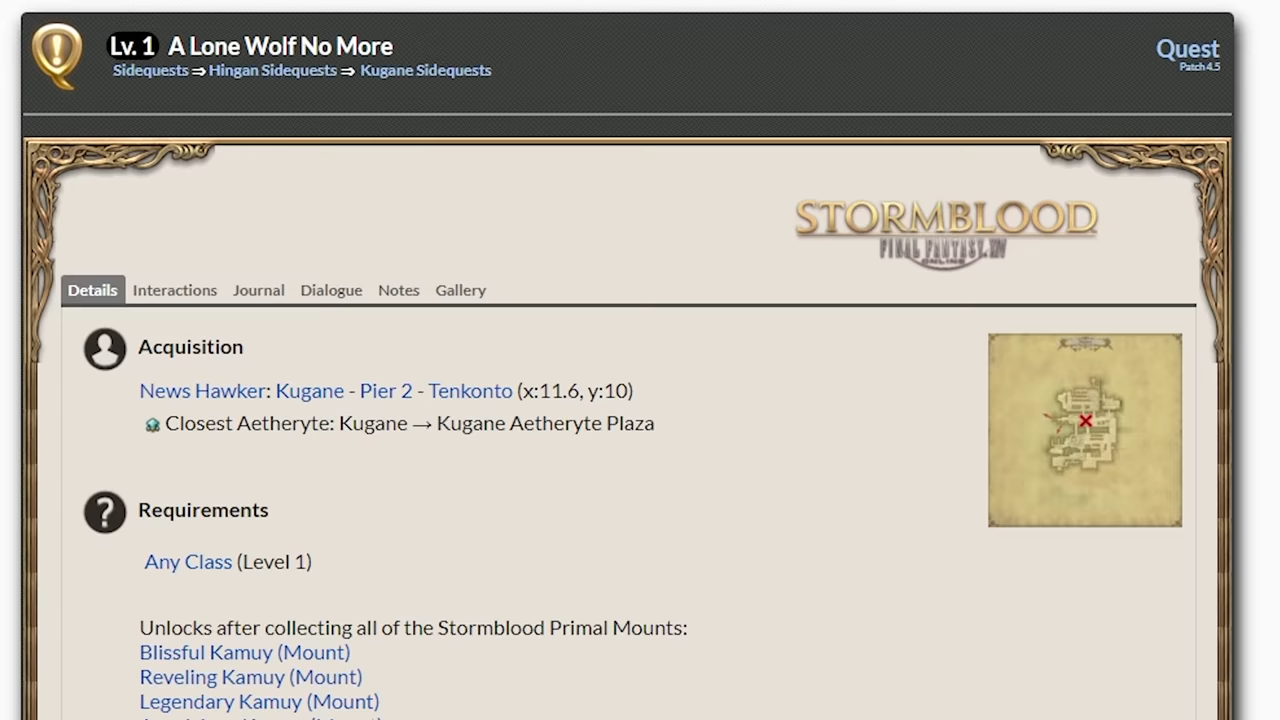 Lv. 1 A Lone Wolf No More
Sidequests ⇒ Hingan Sidequests ⇒ Kugane Sidequests
Quest
Patch 4.5
STORMBLOOD
FINAL FANTASY XIV
ONLINE
Details Interactions Journal Dialogue Notes Gallery
Acquisition
News Hawker: Kugane - Pier 2 - Tenkonto (x:11.6, y:10)
Closest Aetheryte: Kugane → Kugane Aetheryte Plaza
Requirements
Any Class (Level 1)
Unlocks after collecting all of the Stormblood Primal Mounts:
Blissful Kamuy (Mount)
Reveling Kamuy (Mount)
Legendary Kamuy (Mount)